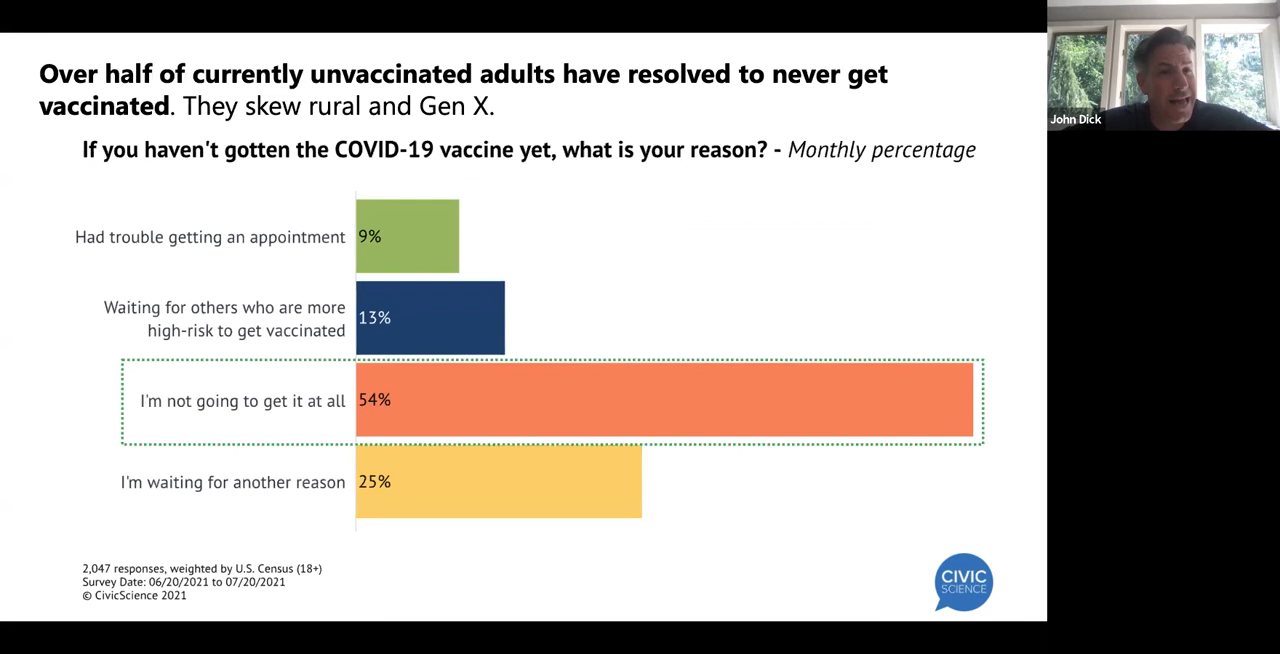 Over half of currently unvaccinated adults have resolved to never get
vaccinated. They skew rural and Gen X.
If you haven't gotten the COVID-19 vaccine yet, what is your reason? - Monthly percentage
Had trouble getting an appointment
9%
Waiting for others who are more
high-risk to get vaccinated
13%
I'm not going to get it at all
54%
I'm waiting for another reason
25%
2,047 responses, weighted by U.S. Census (18+)
Survey Date: 06/20/2021 to 07/20/2021
© CivicScience 2021
CIVIC
SCIENCE
John Dick